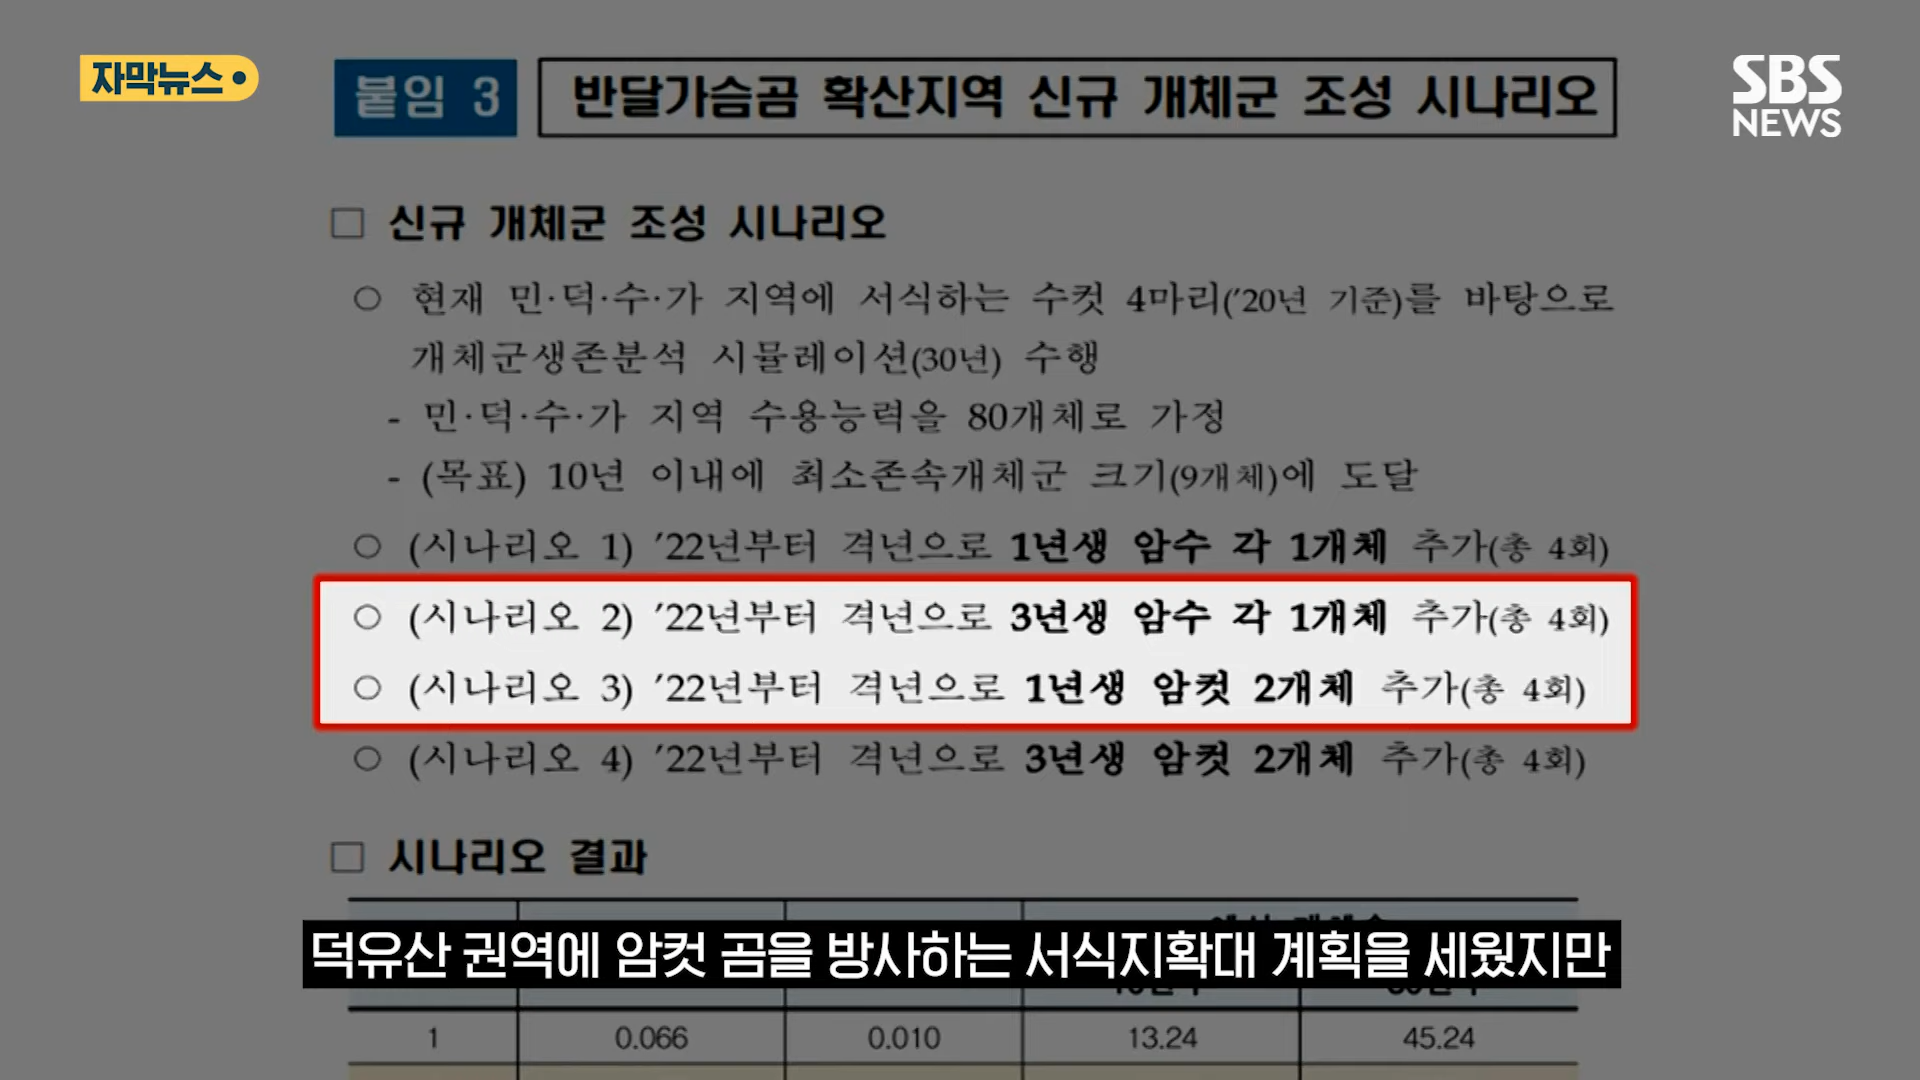 자막뉴스
SBS
NEWS
붙임 3
반달가슴곰 확산지역 신규 개체군 조성 시나리오
□ 신규 개체군 조성 시나리오
○ 현재 민·덕·수·가 지역에 서식하는 수컷 4마리('20년 기준)를 바탕으로
개체군생존분석 시뮬레이션(30년) 수행
- 민·덕·수·가 지역 수용능력을 80개체로 가정
- (목표) 10년 이내에 최소존속개체군 크기(9개체)에 도달
○ (시나리오 1) ’22년부터 격년으로 1년생 암수 각 1개체 추가(총 4회)
○ (시나리오 2) ’22년부터 격년으로 3년생 암수 각 1개체 추가(총 4회)
○ (시나리오 3) ’22년부터 격년으로 1년생 암컷 2개체 추가(총 4회)
○ (시나리오 4) ’22년부터 격년으로 3년생 암컷 2개체 추가(총 4회)
□ 시나리오 결과
덕유산 권역에 암컷 곰을 방사하는 서식지확대 계획을 세웠지만
1 0.066 0.010 13.24 45.24